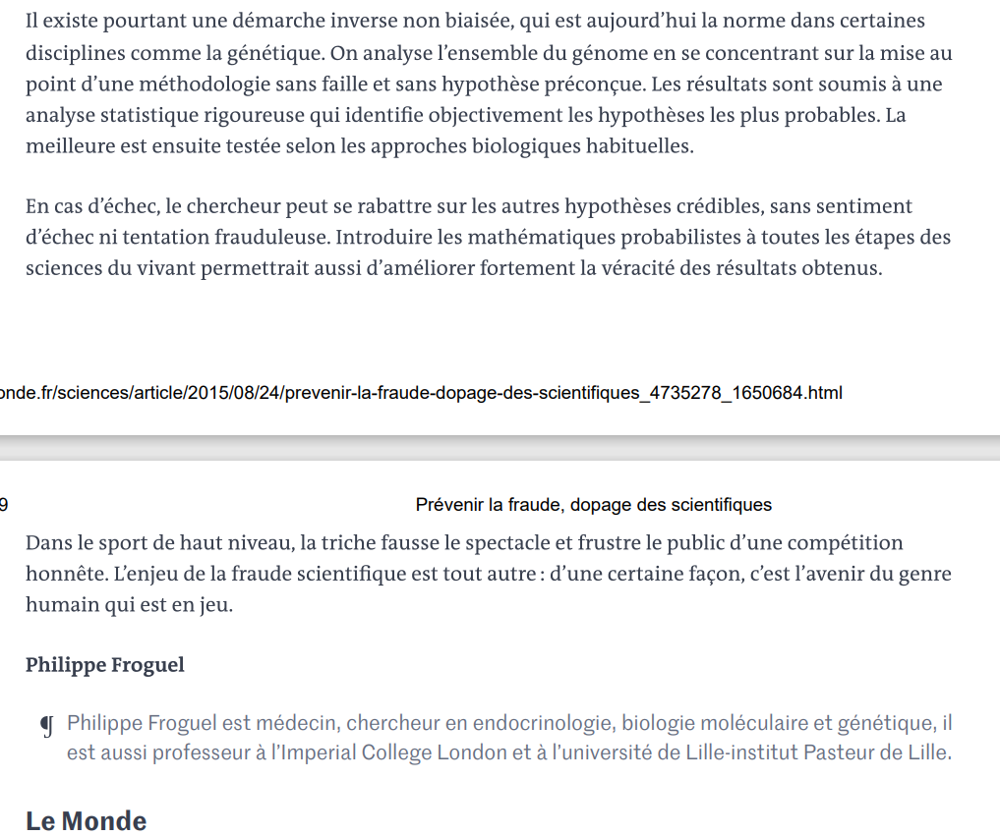 Il existe pourtant une démarche inverse non biaisée, qui est aujourd’hui la norme dans certaines
disciplines comme la génétique. On analyse l’ensemble du génome en se concentrant sur la mise au
point d’une méthodologie sans faille et sans hypothèse préconçue. Les résultats sont soumis à une
analyse statistique rigoureuse qui identifie objectivement les hypothèses les plus probables. La
meilleure est ensuite testée selon les approches biologiques habituelles.
En cas d’échec, le chercheur peut se rabattre sur les autres hypothèses crédibles, sans sentiment
d’échec ni tentation frauduleuse. Introduire les mathématiques probabilistes à toutes les étapes des
sciences du vivant permettrait aussi d’améliorer fortement la véracité des résultats obtenus.
onde.fr/sciences/article/2015/08/24/prevenir-la-fraude-dopage-des-scientifiques_4735278_1650684.html
9 Prévenir la fraude, dopage des scientifiques
Dans le sport de haut niveau, la triche fausse le spectacle et frustre le public d’une compétition
honnête. L’enjeu de la fraude scientifique est tout autre : d’une certaine façon, c’est l’avenir du genre
humain qui est en jeu.
Philippe Froguel
¶ Philippe Froguel est médecin, chercheur en endocrinologie, biologie moléculaire et génétique, il
est aussi professeur à l’Imperial College London et à l’université de Lille-institut Pasteur de Lille.
Le Monde